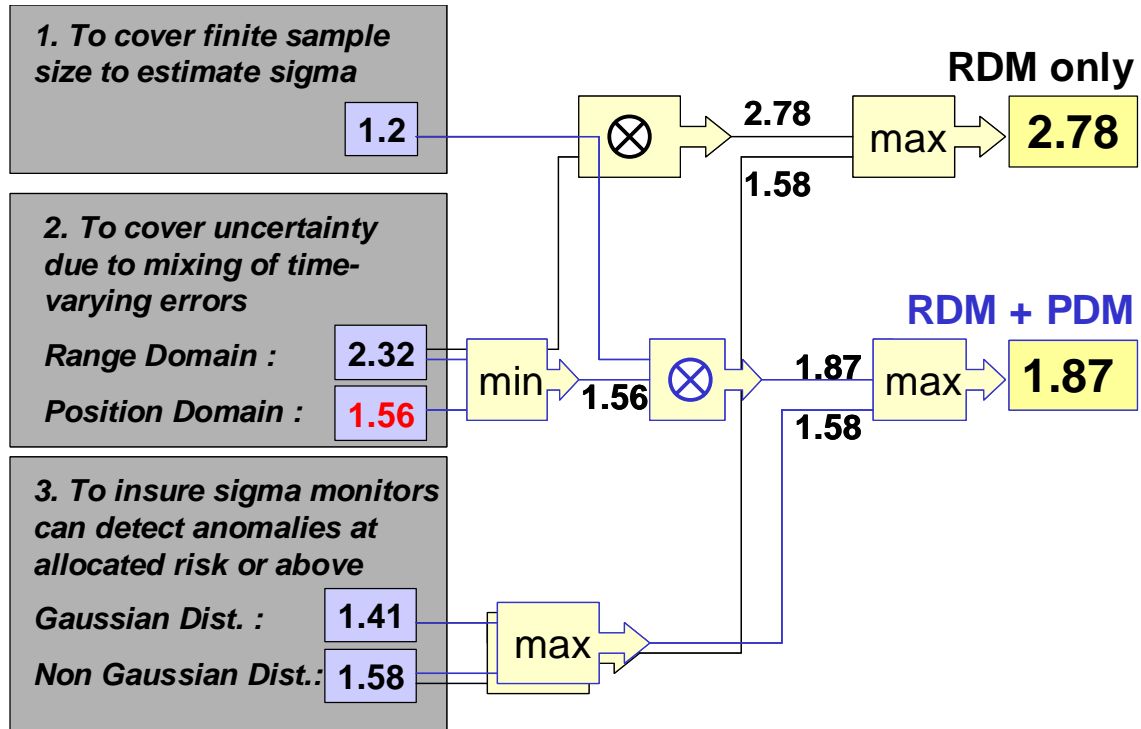 1. To cover finite sample
size to estimate sigma
1.2
2. To cover uncertainty
due to mixing of time-
varying errors
Range Domain :
2.32
Position Domain :
1.56
3. To insure sigma monitors
can detect anomalies at
allocated risk or above
Gaussian Dist. :
1.41
Non Gaussian Dist.:
1.58
min
1.56
max
2.78
1.58
max
RDM only
2.78
1.87
1.58
max
RDM + PDM
1.87